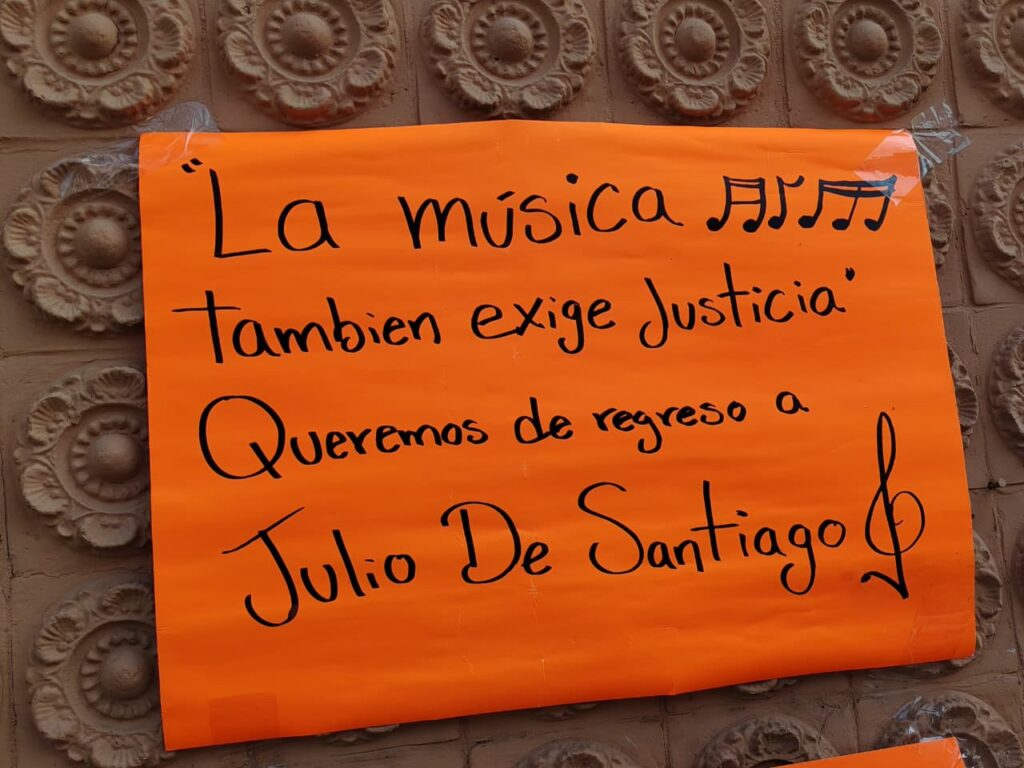 "La música
tambien exige Justicia"
Queremos de regreso a
Julio De Santiago